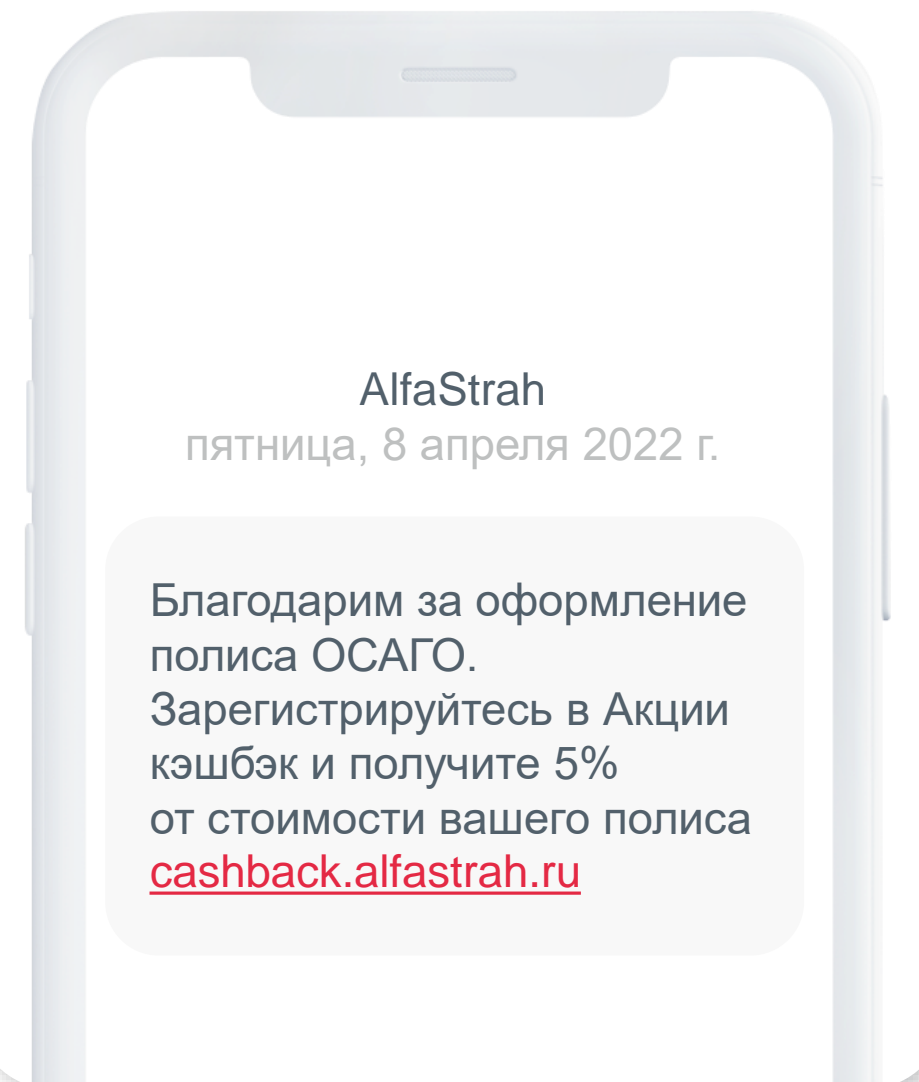 AlfaStrah
пятница, 8 апреля 2022 г.
Благодарим за оформление
полиса ОСАГО.
Зарегистрируйтесь в Акции
кэшбэк и получите 5%
от стоимости вашего полиса
cashback.alfastrah.ru